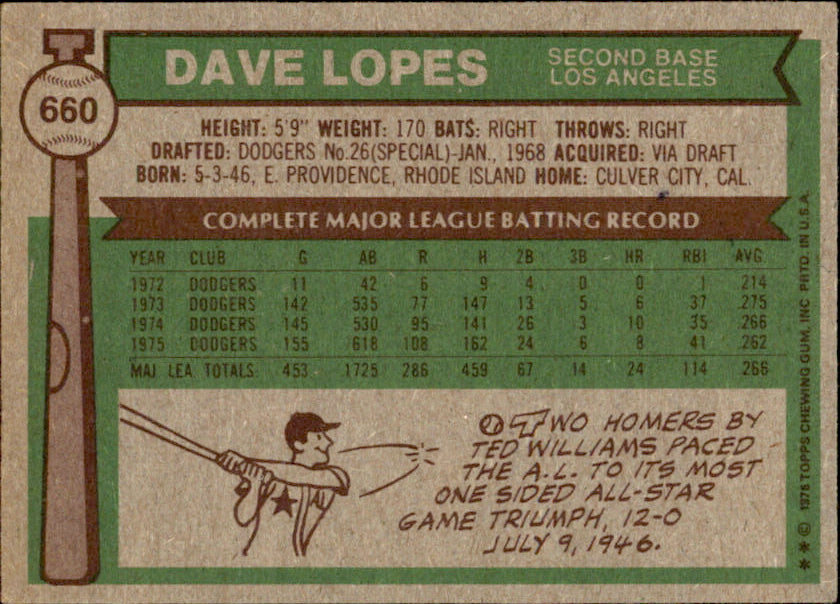 DAVE LOPES
SECOND BASE
LOS ANGELES
660
HEIGHT: 5'9" WEIGHT: 170 BATS: RIGHT THROWS: RIGHT
DRAFTED: DODGERS No.26(SPECIAL)-JAN., 1968 ACQUIRED: VIA DRAFT
BORN: 5-3-46, E. PROVIDENCE, RHODE ISLAND HOME: CULVER CITY, CAL.
COMPLETE MAJOR LEAGUE BATTING RECORD
YEAR CLUB G AB R H 2B 3B HR RBI AVG
1972 DODGERS 11 42 6 9 4 0 0 1 .214
1973 DODGERS 142 535 77 147 13 5 6 37 .275
1974 DODGERS 145 530 95 141 26 3 10 35 .266
1975 DODGERS 155 618 108 162 24 6 8 41 .262
MAJ LEA. TOTALS 453 1725 286 459 67 14 24 114 .266
TWO HOMERS BY
TED WILLIAMS PACED
THE A.L. TO ITS MOST
ONE SIDED ALL-STAR
GAME TRIUMPH, 12-0
JULY 9, 1946.
**© 1976 TOPPS CHEWING GUM, INC. PRTD. IN U.S.A.